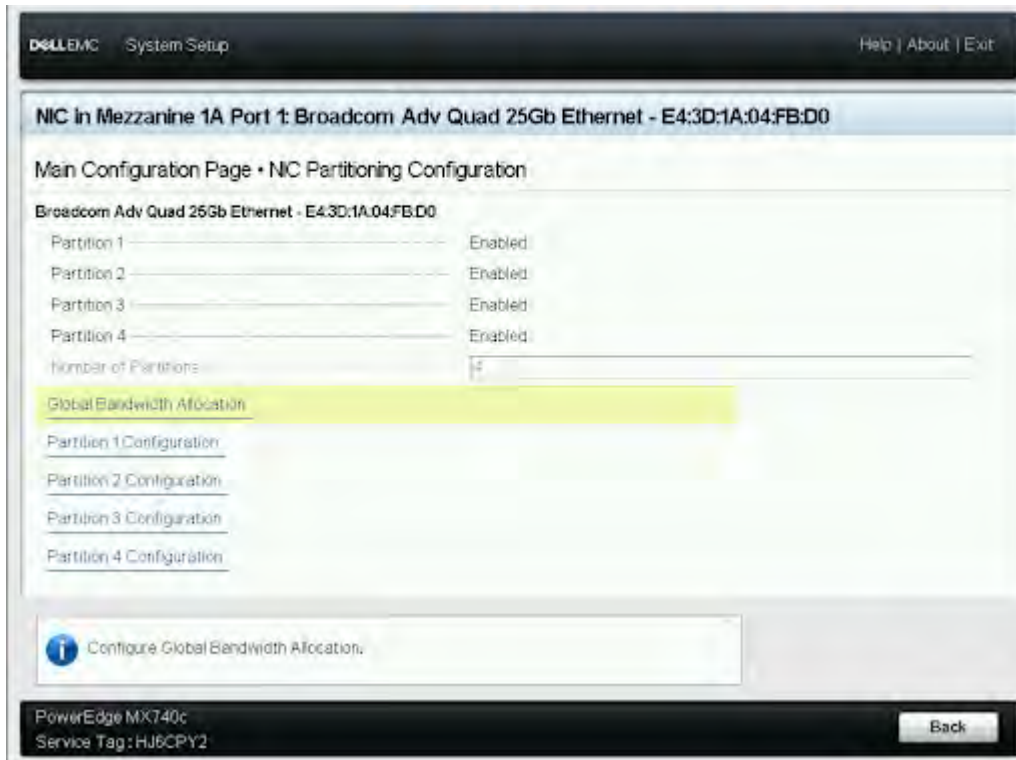 DELLEMC System Setup Help | About | Exit
NIC in Mezzanine 1A Port 1: Broadcom Adv Quad 25Gb Ethernet - E4:3D:1A:04:FB:D0
Main Configuration Page • NIC Partitioning Configuration
Broadcom Adv Quad 25Gb Ethernet - E4:3D:1A:04:FB:D0
Partition 1 Enabled
Partition 2 Enabled
Partition 3 Enabled
Partition 4 Enabled
Number of Partitions 4
Global Bandwidth Allocation
Partition 1 Configuration
Partition 2 Configuration
Partition 3 Configuration
Partition 4 Configuration
Configure Global Bandwidth Allocation.
PowerEdge MX740c
Service Tag : HJ6CPY2
Back